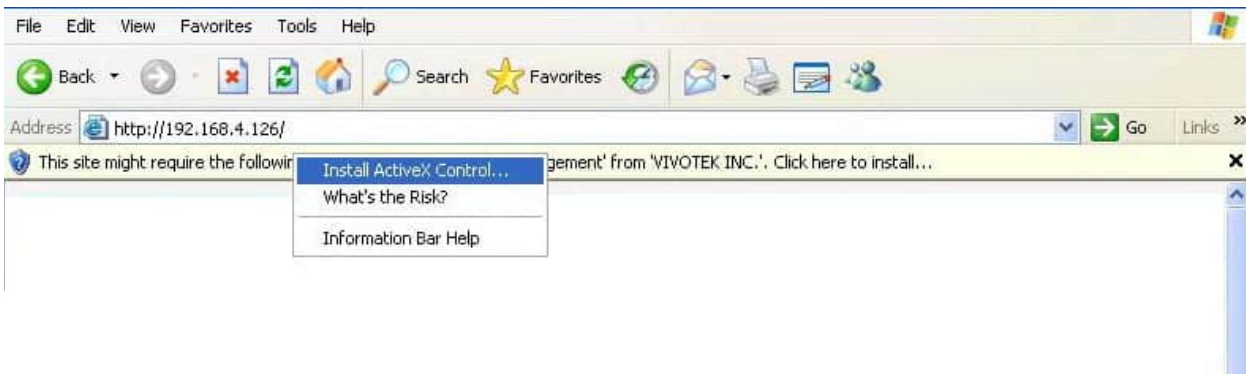 File Edit View Favorites Tools Help
Back Search Favorites
Address http://192.168.4.126/ Go Links »
This site might require the followin gement' from 'VIVOTEK INC.'. Click here to install...
Install ActiveX Control...
What's the Risk?
Information Bar Help